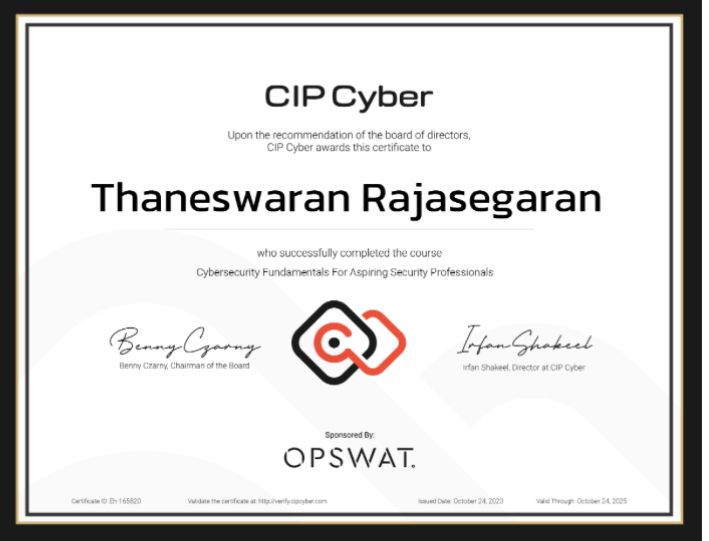 CIP Cyber
Upon the recommendation of the board of directors,
CIP Cyber awards this certificate to
Thaneswaran Rajasegaran
who successfully completed the course
Cybersecurity Fundamentals For Aspiring Security Professionals
Benny Czarny
Irfan Shakeel
Benny Czarny, Chairman of the Board
Irfan Shakeel, Director at CIP Cyber
Sponsored By:
OPSWAT.
Certificate ID: Eh-165820
Validate the certificate at: http://verify.cipcyber.com
Issued Date: October 24, 2023
Valid Through: October 24, 2025